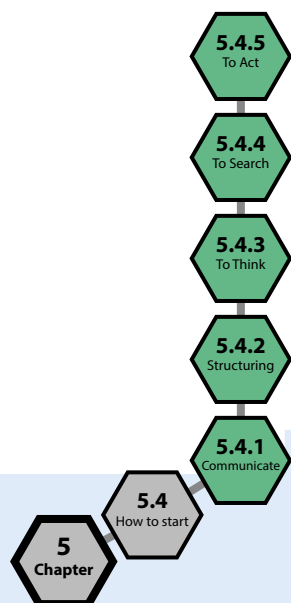 5.4.5
To Act
5.4.4
To Search
5.4.3
To Think
5.4.2
Structuring
5.4.1
Communicate
5.4
How to start
5
Chapter